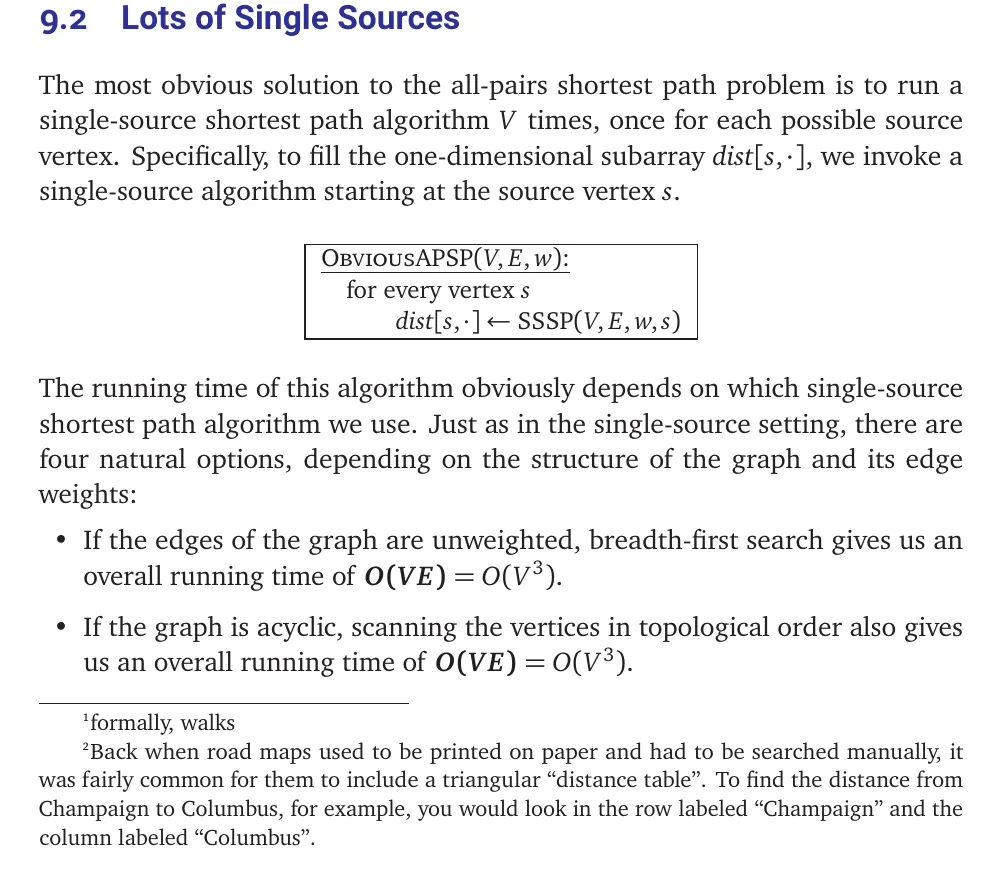 9.2 Lots of Single Sources
The most obvious solution to the all-pairs shortest path problem is to run a
single-source shortest path algorithm V times, once for each possible source
vertex. Specifically, to fill the one-dimensional subarray dist[s,·], we invoke a
single-source algorithm starting at the source vertex s.
ObviousAPSP(V, E, w):
for every vertex s
dist[s,·] ← SSSP(V, E, w, s)
The running time of this algorithm obviously depends on which single-source
shortest path algorithm we use. Just as in the single-source setting, there are
four natural options, depending on the structure of the graph and its edge
weights:
• If the edges of the graph are unweighted, breadth-first search gives us an
overall running time of O(VE) = O(V³).
• If the graph is acyclic, scanning the vertices in topological order also gives
us an overall running time of O(VE) = O(V³).
¹formally, walks
²Back when road maps used to be printed on paper and had to be searched manually, it
was fairly common for them to include a triangular “distance table”. To find the distance from
Champaign to Columbus, for example, you would look in the row labeled “Champaign” and the
column labeled “Columbus”.